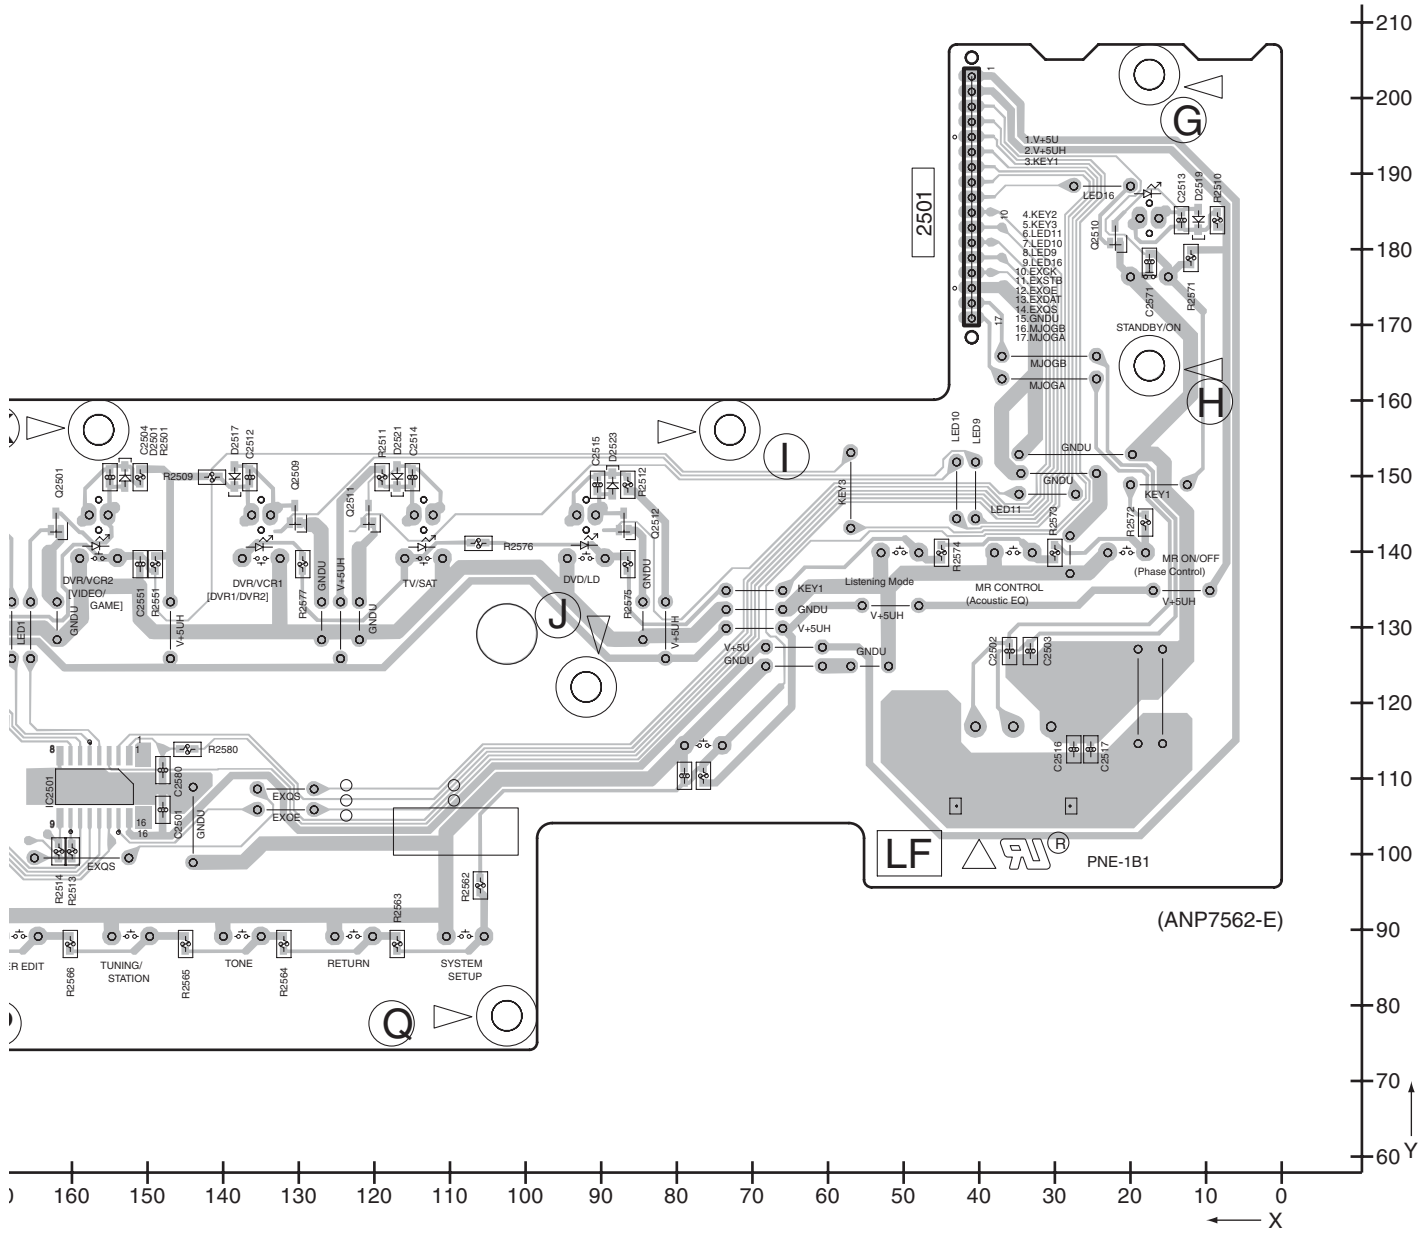 210
200
190
180
170
160
150
140
130
120
110
100
90
80
70
60
Y
160
150
140
130
120
110
100
90
80
70
60
50
40
30
20
10
0
X
G
1
1.V+5U
2.V+5UH
3.KEY1
2501
10
4.KEY2
5.KEY3
6.LED11
7.LED10
8.LED9
9.LED16
10.EXCK
11.EXSTB
12.EXOE
13.EXDAT
14.EXQS
15.GNDU
16.MJOGB
17.MJOGA
17
LED16
C2513
D2519
R2510
Q2510
C2571
R2571
STANDBY/ON
MJOGB
MJOGA
H
LED10
LED9
GNDU
GNDU
KEY1
LED11
KEY3
R2573
R2572
R2574
MR ON/OFF
(Phase Control)
Listening Mode
MR CONTROL
(Acoustic EQ)
V+5UH
V+5UH
I
Q2501
C2504
D2501
R2501
R2509
D2517
C2512
Q2509
R2511
D2521
C2514
Q2511
C2515
D2523
R2512
Q2512
R2576
DVR/VCR2
[VIDEO/
GAME]
C2551
R2551
DVR/VCR1
[DVR1/DVR2]
R2577
GNDU
V+5UH
GNDU
TV/SAT
DVD/LD
R2575
GNDU
V+5UH
J
LED1
GNDU
V+5UH
KEY1
GNDU
V+5UH
V+5U
GNDU
GNDU
C2502
C2503
C2516
C2517
8
1
1
R2580
IC2501
C2580
C2501
GNDU
9
16
16
EXQS
EXOE
EXQS
R2514
R2513
LF
R
PNE-1B1
(ANP7562-E)
R2562
R2563
ER EDIT
R2566
TUNING/
STATION
R2565
TONE
R2564
RETURN
SYSTEM
SETUP
Q